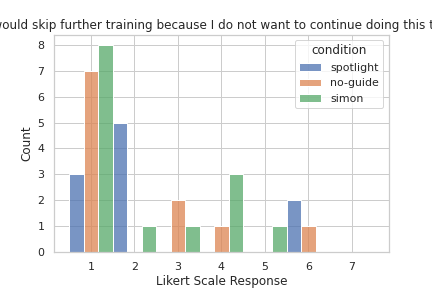 would skip further training because I do not want to continue doing this t
condition
spotlight
no-guide
simon
8
7
6
5
4
3
2
1
0
Count
1 2 3 4 5 6 7
Likert Scale Response